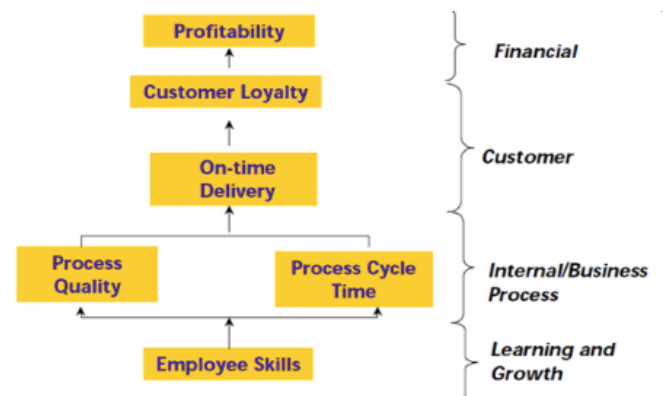 Profitability
Financial
Customer Loyalty
On-time
Delivery
Customer
Process
Quality
Process Cycle
Time
Internal/Business
Process
Employee Skills
Learning and
Growth